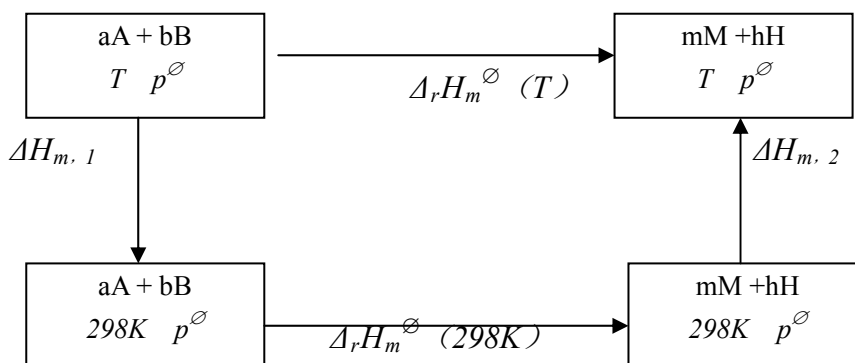 aA + bB
T p^∅
Δ_rH_m^∅（T）
mM +hH
T p^∅
ΔH_m，1
ΔH_m，2
aA + bB
298K p^∅
Δ_rH_m^∅（298K）
mM +hH
298K p^∅